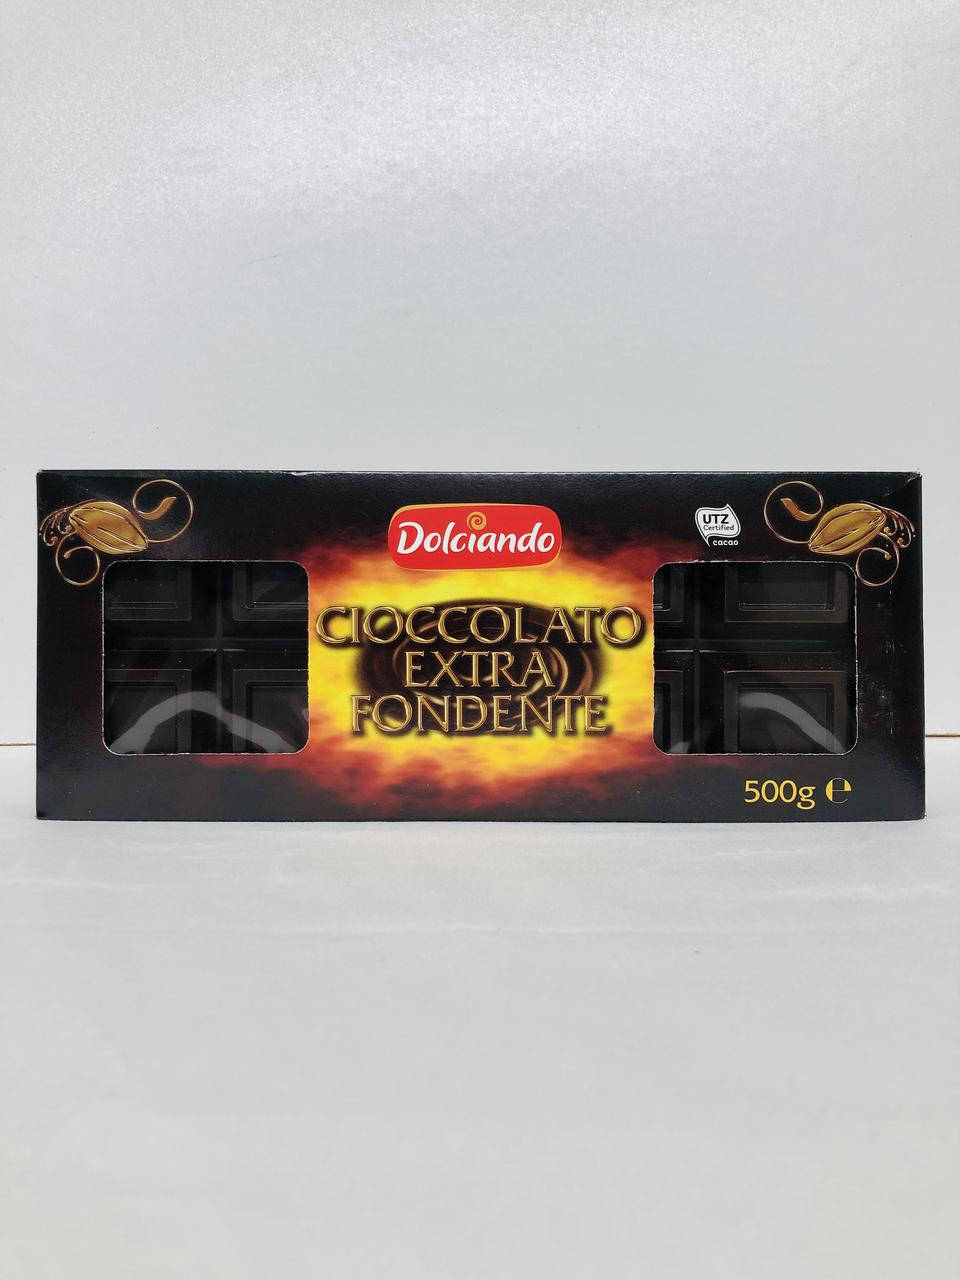 Dolciando
UTZ
Certified
cacao
CIOCCOLATO
EXTRA
FONDENTE
500g ℮